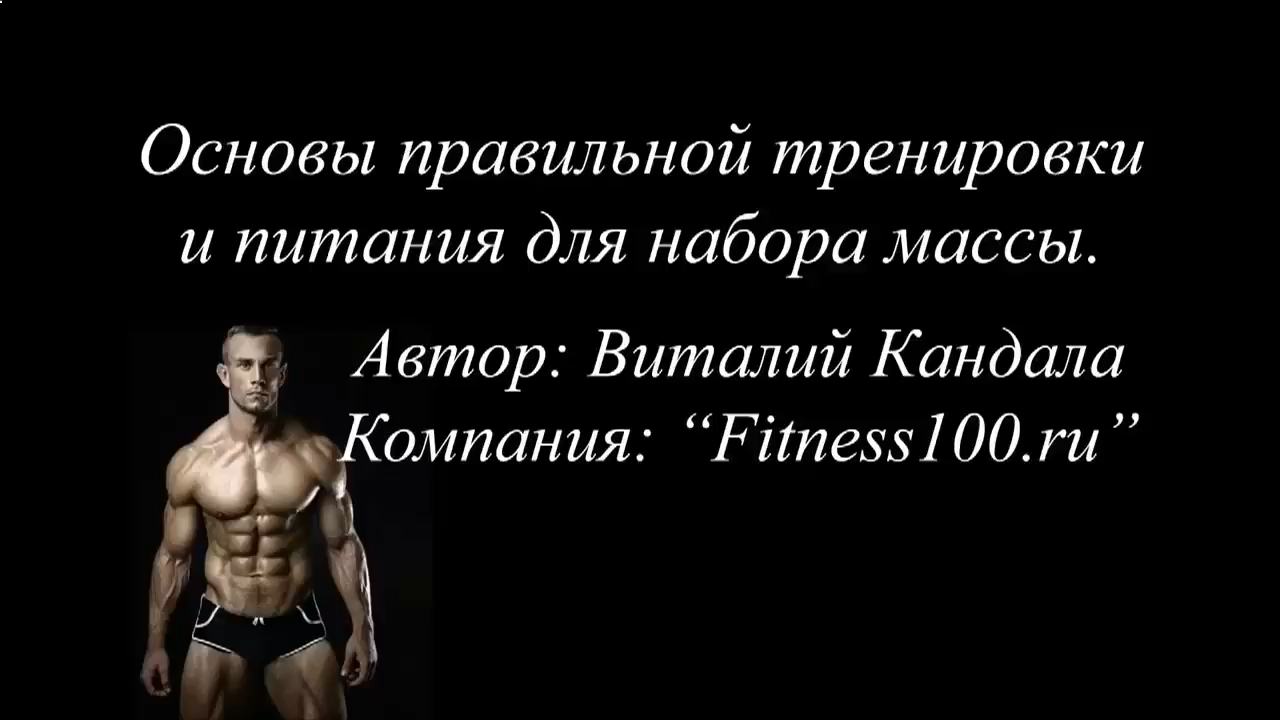 Основы правильной тренировки
и питания для набора массы.
Автор: Виталий Кандала
Компания: “Fitness100.ru”